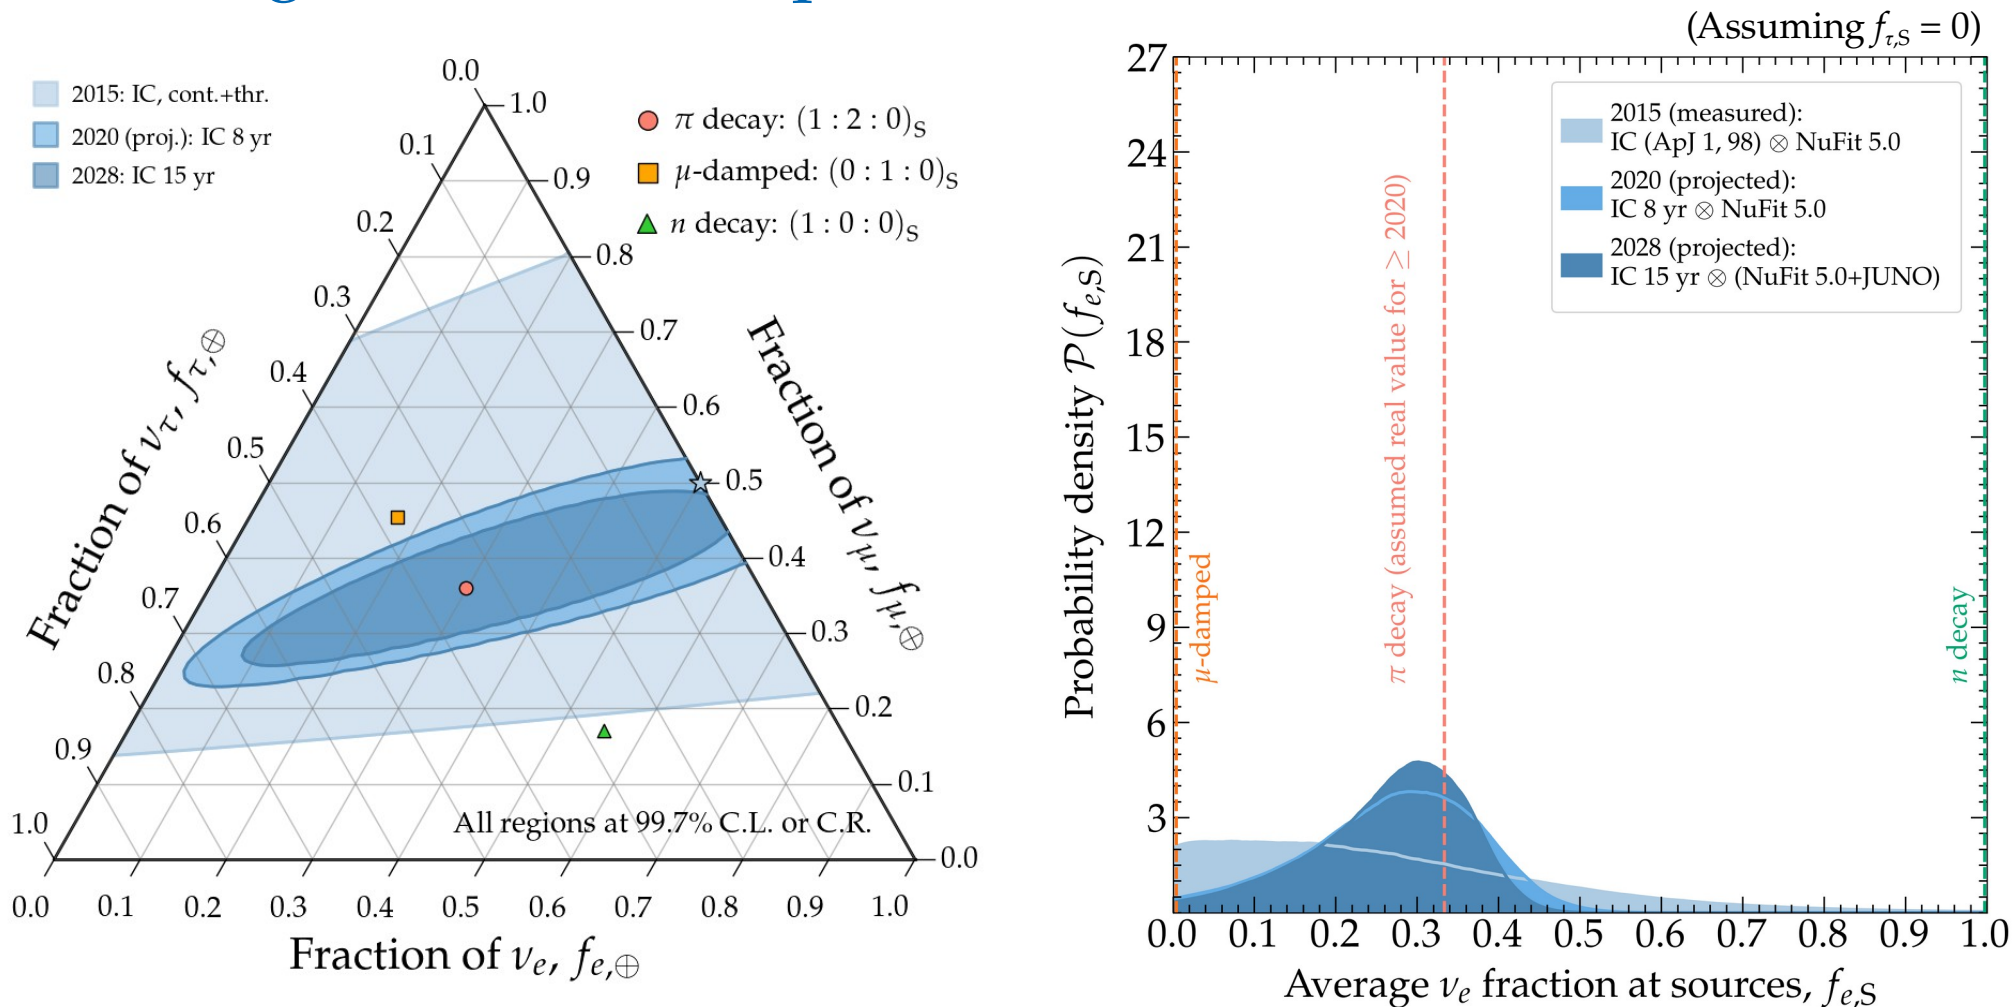 2015: IC, cont.+thr.
2020 (proj.): IC 8 yr
2028: IC 15 yr
π decay: (1 : 2 : 0)S
μ-damped: (0 : 1 : 0)S
n decay: (1 : 0 : 0)S
0.0
0.1
0.2
0.3
0.4
0.5
0.6
0.7
0.8
0.9
1.0
Fraction of ντ, fτ,⊕
1.0
0.9
0.8
0.7
0.6
0.5
0.4
0.3
0.2
0.1
0.0
Fraction of νμ, fμ,⊕
All regions at 99.7% C.L. or C.R.
0.0 0.1 0.2 0.3 0.4 0.5 0.6 0.7 0.8 0.9 1.0
Fraction of νe, fe,⊕
(Assuming fτ,S = 0)
Probability density P(fe,S)
27
24
21
18
15
12
9
6
3
2015 (measured):
IC (ApJ 1, 98) ⊗ NuFit 5.0
2020 (projected):
IC 8 yr ⊗ NuFit 5.0
2028 (projected):
IC 15 yr ⊗ (NuFit 5.0+JUNO)
μ-damped
π decay (assumed real value for ≥ 2020)
n decay
0.0 0.1 0.2 0.3 0.4 0.5 0.6 0.7 0.8 0.9 1.0
Average νe fraction at sources, fe,S